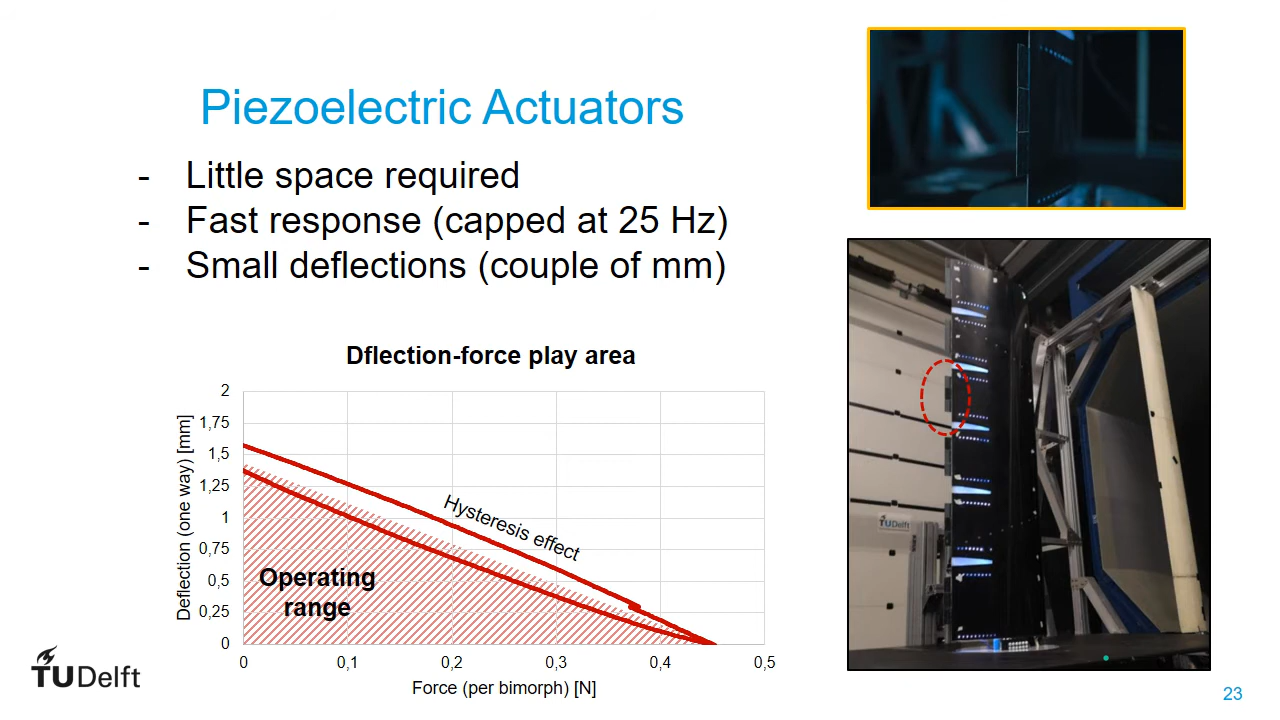 Piezoelectric Actuators
- Little space required
- Fast response (capped at 25 Hz)
- Small deflections (couple of mm)
Dflection-force play area
Deflection (one way) [mm]
2
1,75
1,5
1,25
1
0,75
0,5
0,25
0
Hysteresis effect
Operating
range
0
0,1
0,2
0,3
0,4
0,5
Force (per bimorph) [N]
TUDelft
TUDelft
23